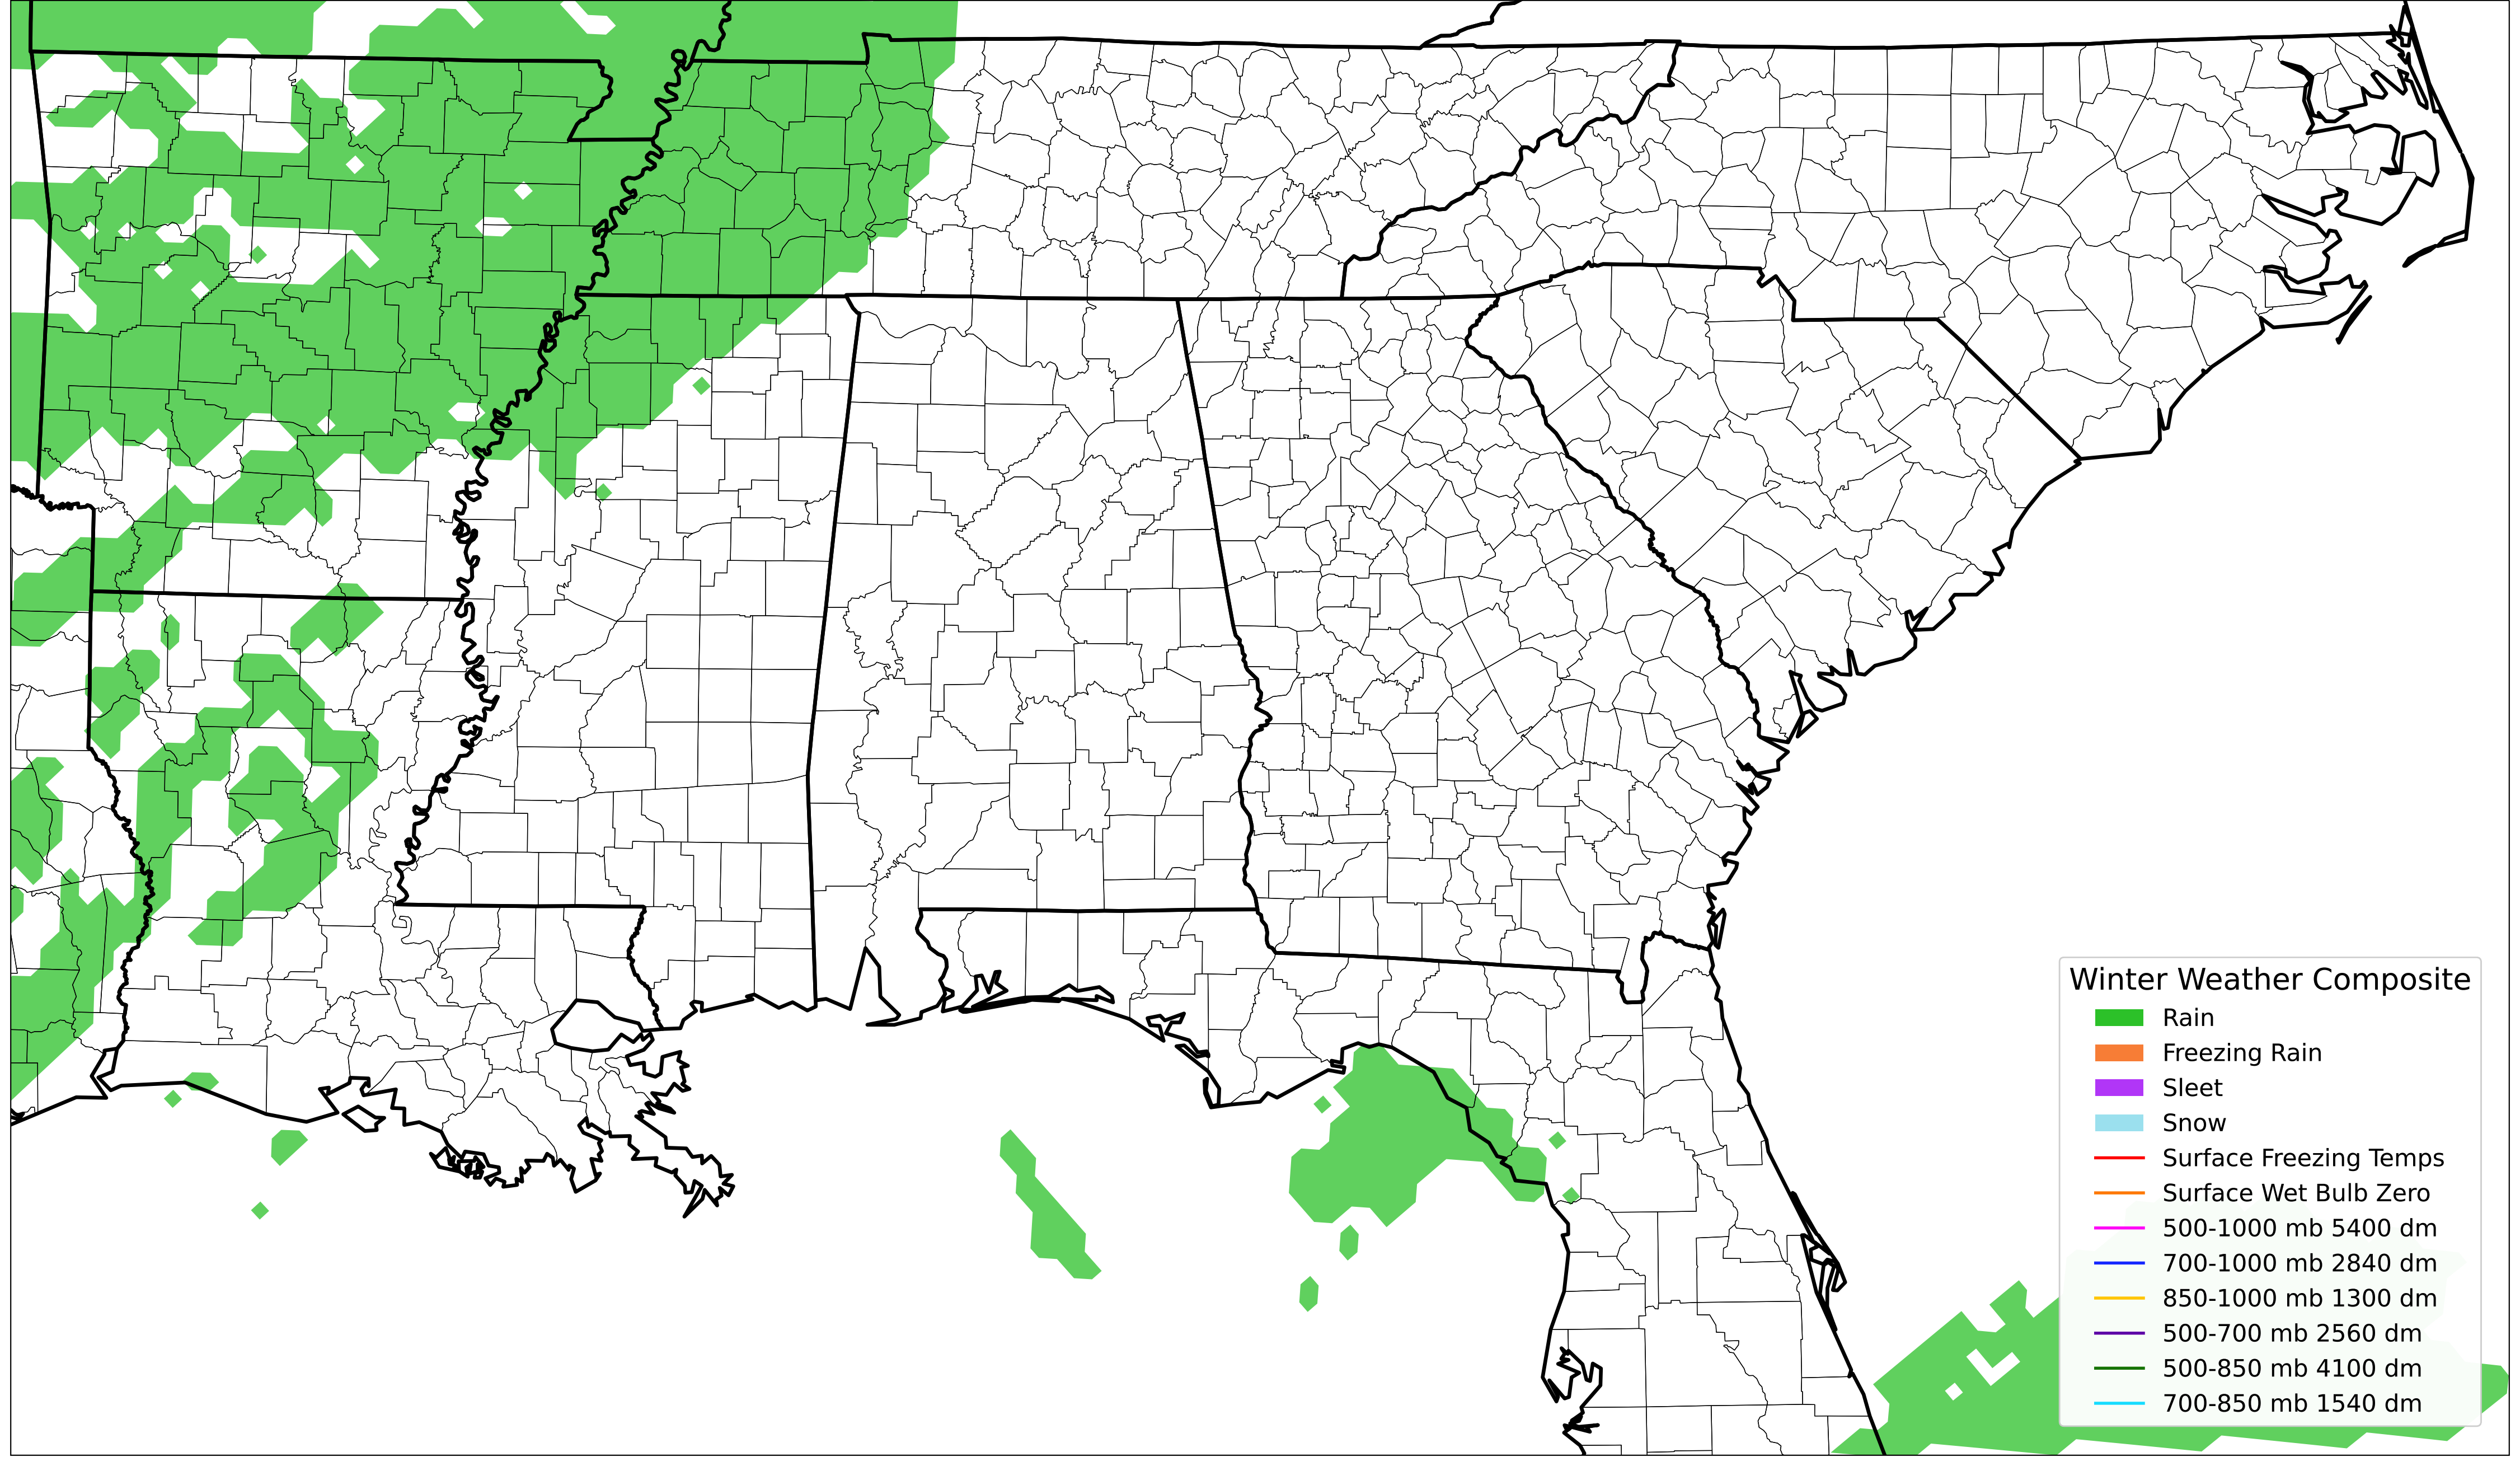 Winter Weather Composite
Rain
Freezing Rain
Sleet
Snow
Surface Freezing Temps
Surface Wet Bulb Zero
500-1000 mb 5400 dm
700-1000 mb 2840 dm
850-1000 mb 1300 dm
500-700 mb 2560 dm
500-850 mb 4100 dm
700-850 mb 1540 dm